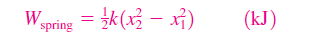 W_spring = ½k(x₂² − x₁²) (kJ)